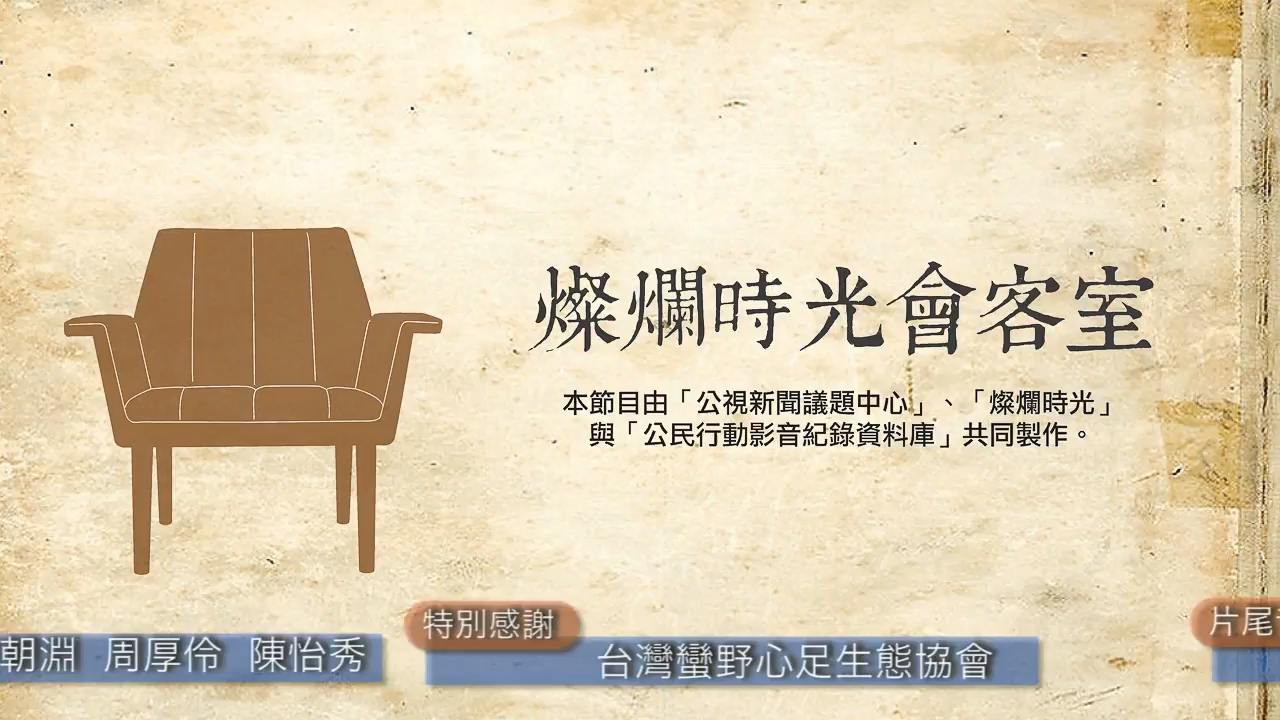 燦爛時光會客室
本節目由「公視新聞議題中心」、「燦爛時光」
與「公民行動影音紀錄資料庫」共同製作。
特別感謝
片尾
朝淵 周厚伶 陳怡秀
台灣蠻野心足生態協會